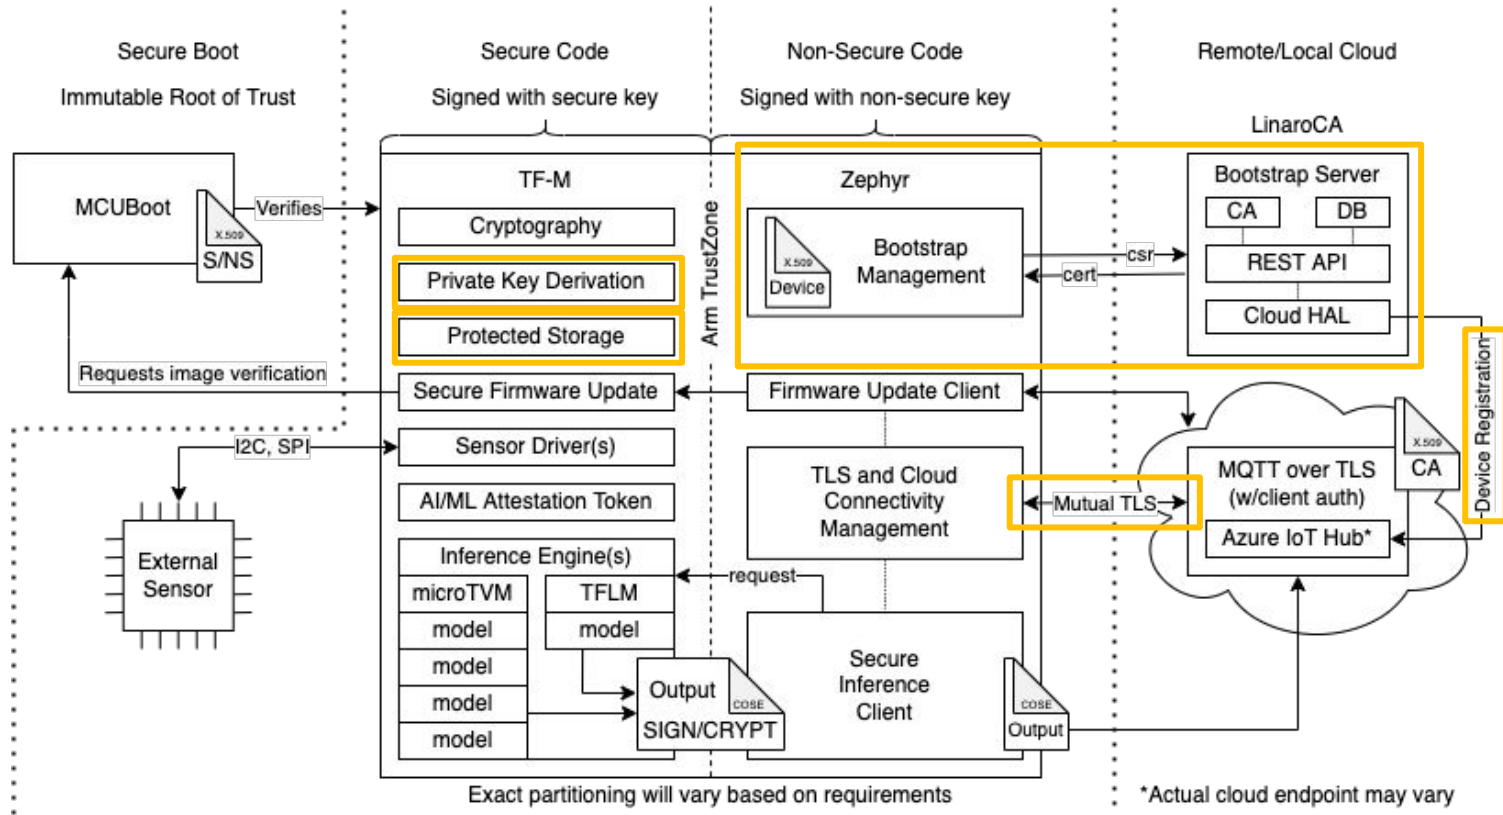 Secure Boot
Immutable Root of Trust
Secure Code
Signed with secure key
Non-Secure Code
Signed with non-secure key
Remote/Local Cloud
LinaroCA
MCUBoot
X.509
S/NS
Verifies
TF-M
Cryptography
Private Key Derivation
Protected Storage
Secure Firmware Update
Sensor Driver(s)
AI/ML Attestation Token
Inference Engine(s)
microTVM
model
model
model
model
TFLM
model
Output
COSE
SIGN/CRYPT
Arm TrustZone
Zephyr
X.509
Device
Bootstrap
Management
csr
cert
Bootstrap Server
CA
DB
REST API
Cloud HAL
Device Registration
Requests image verification
Firmware Update Client
I2C, SPI
External
Sensor
TLS and Cloud
Connectivity
Management
Mutual TLS
MQTT over TLS
(w/client auth)
Azure IoT Hub*
X.509
CA
request
Secure
Inference
Client
COSE
Output
Exact partitioning will vary based on requirements
*Actual cloud endpoint may vary